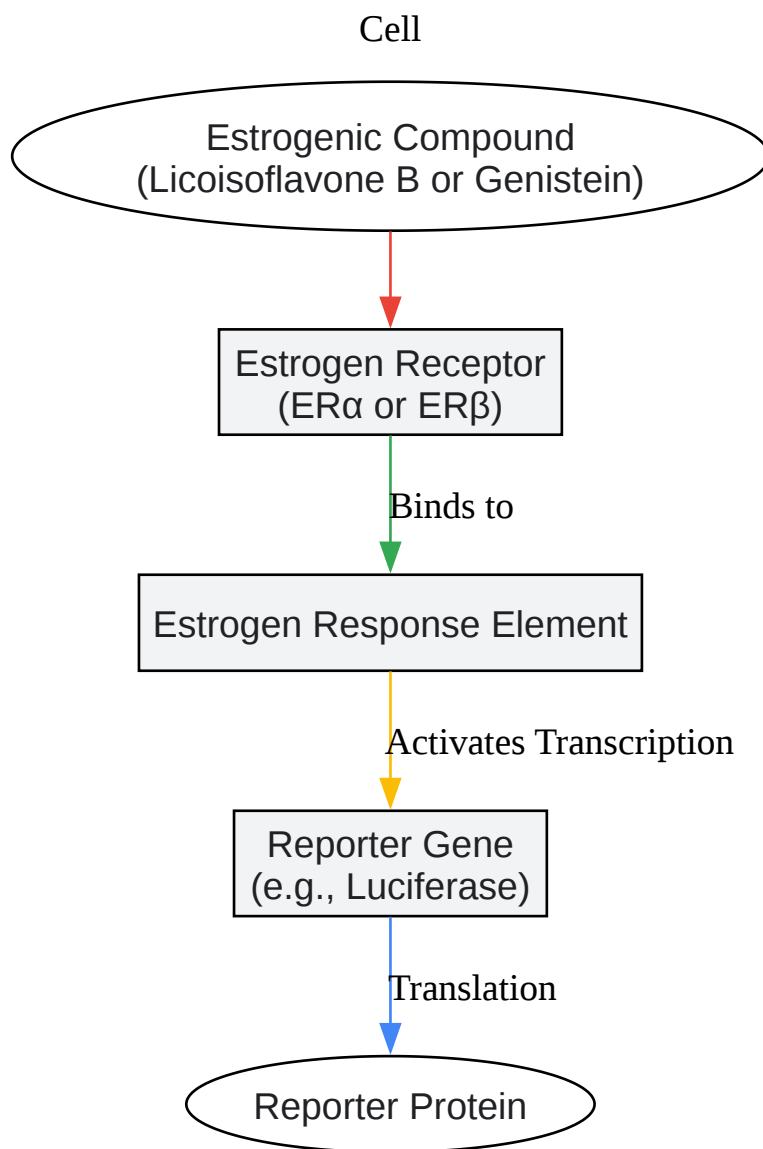 Cell
Estrogenic Compound
(Licoisoflavone B or Genistein)
Estrogen Receptor
(ERα or ERβ)
Binds to
Estrogen Response Element
Activates Transcription
Reporter Gene
(e.g., Luciferase)
Translation
Reporter Protein